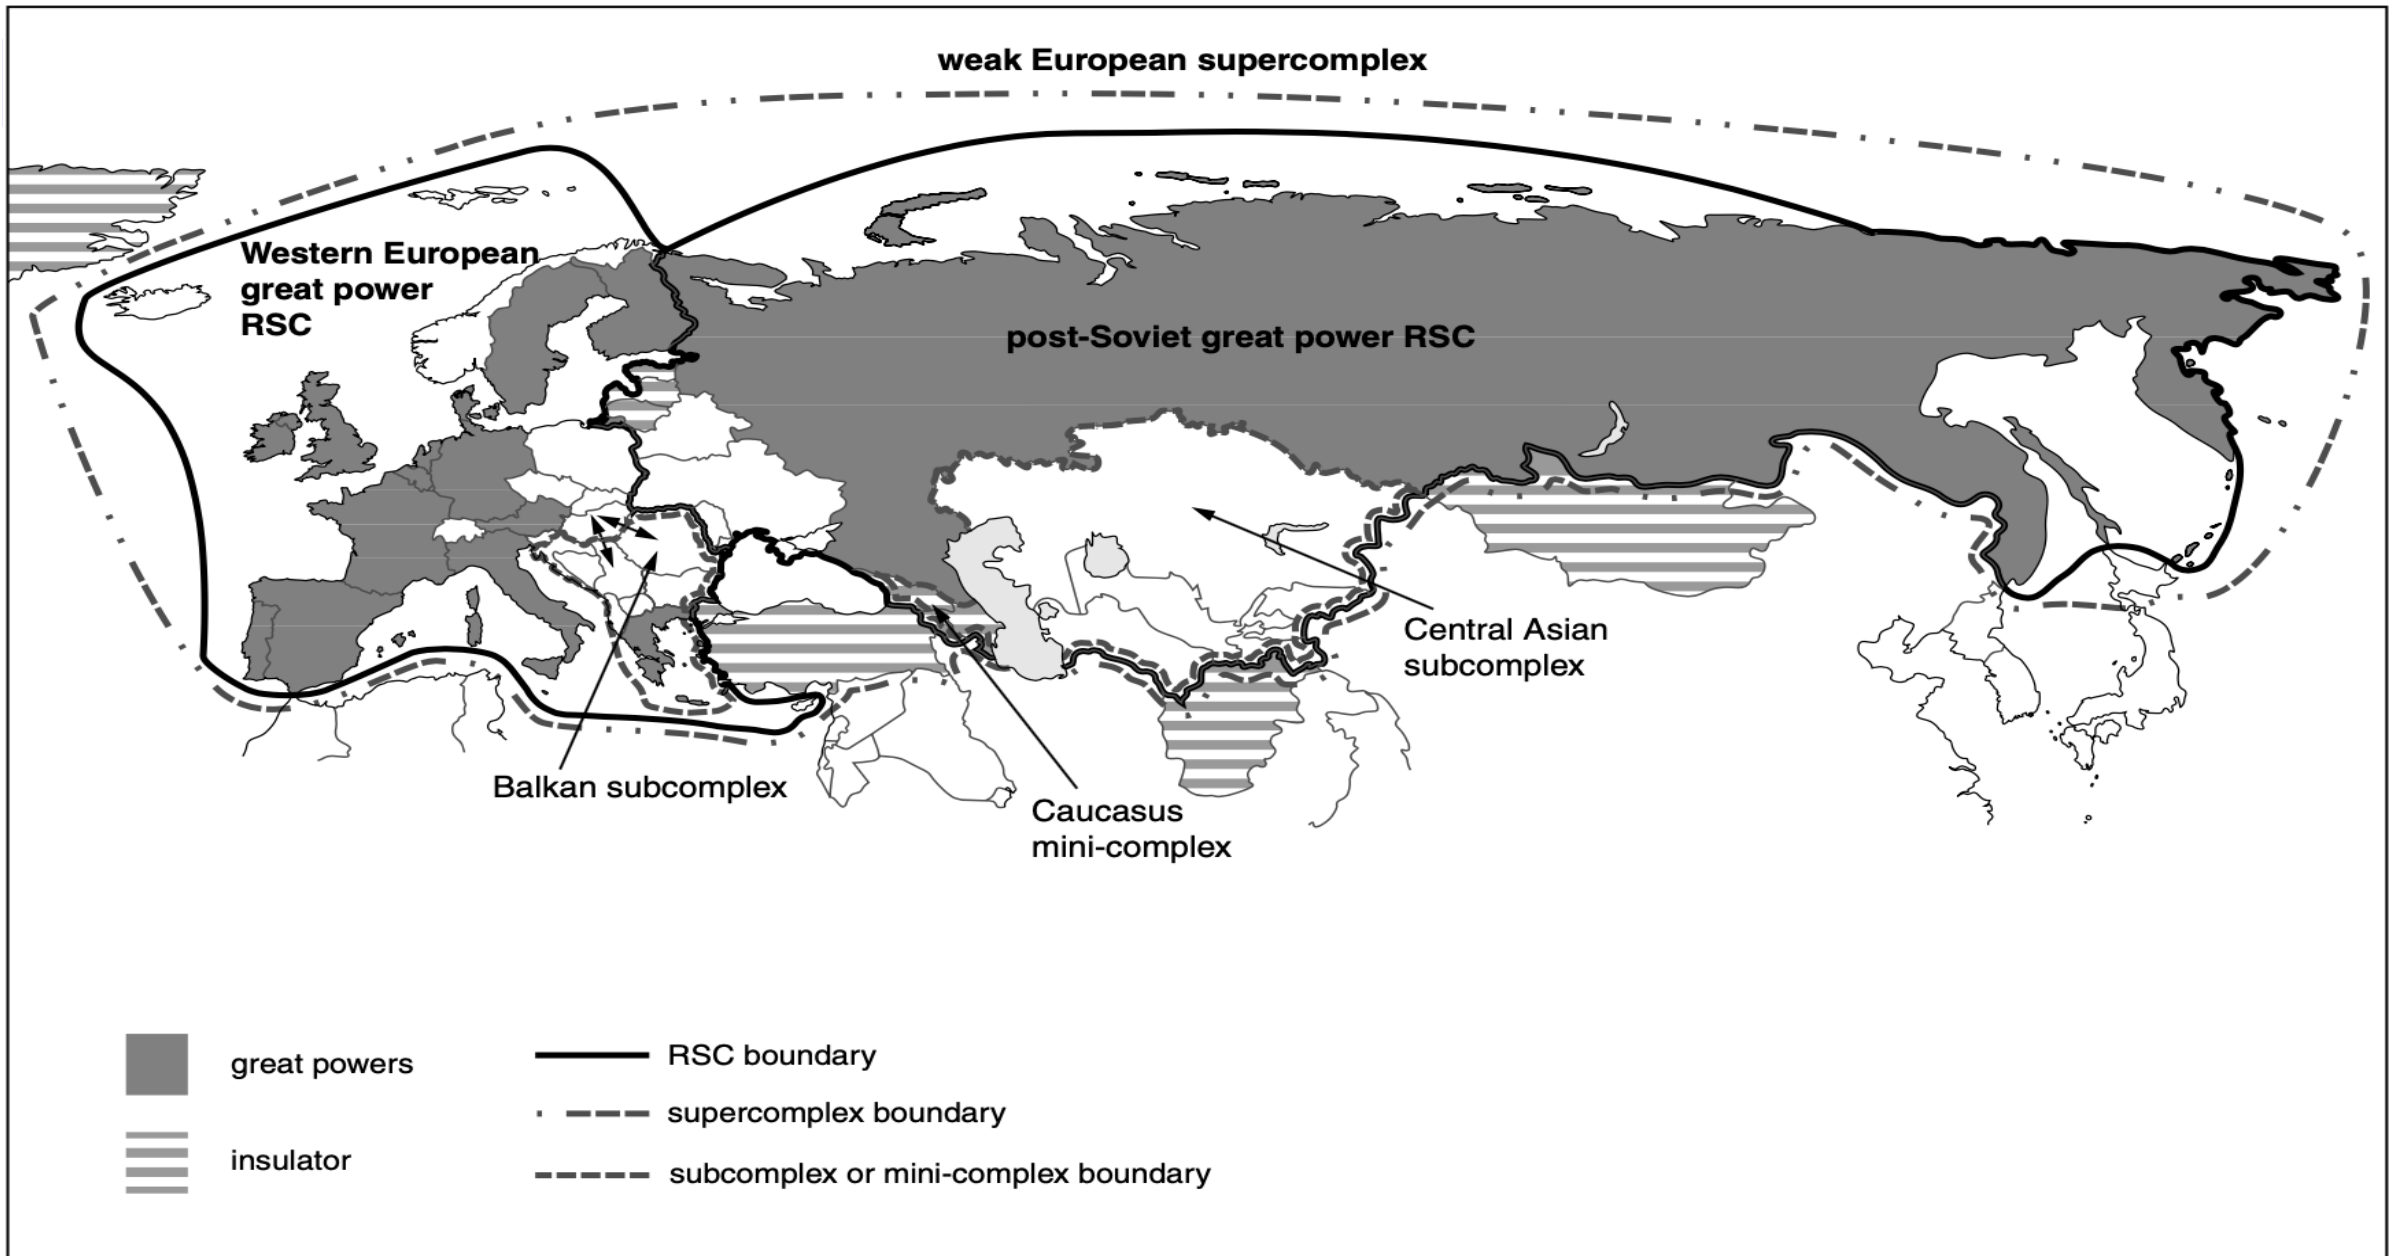 weak European supercomplex
Western European
great power
RSC
post-Soviet great power RSC
Central Asian
subcomplex
Balkan subcomplex
Caucasus
mini-complex
great powers
insulator
RSC boundary
supercomplex boundary
subcomplex or mini-complex boundary